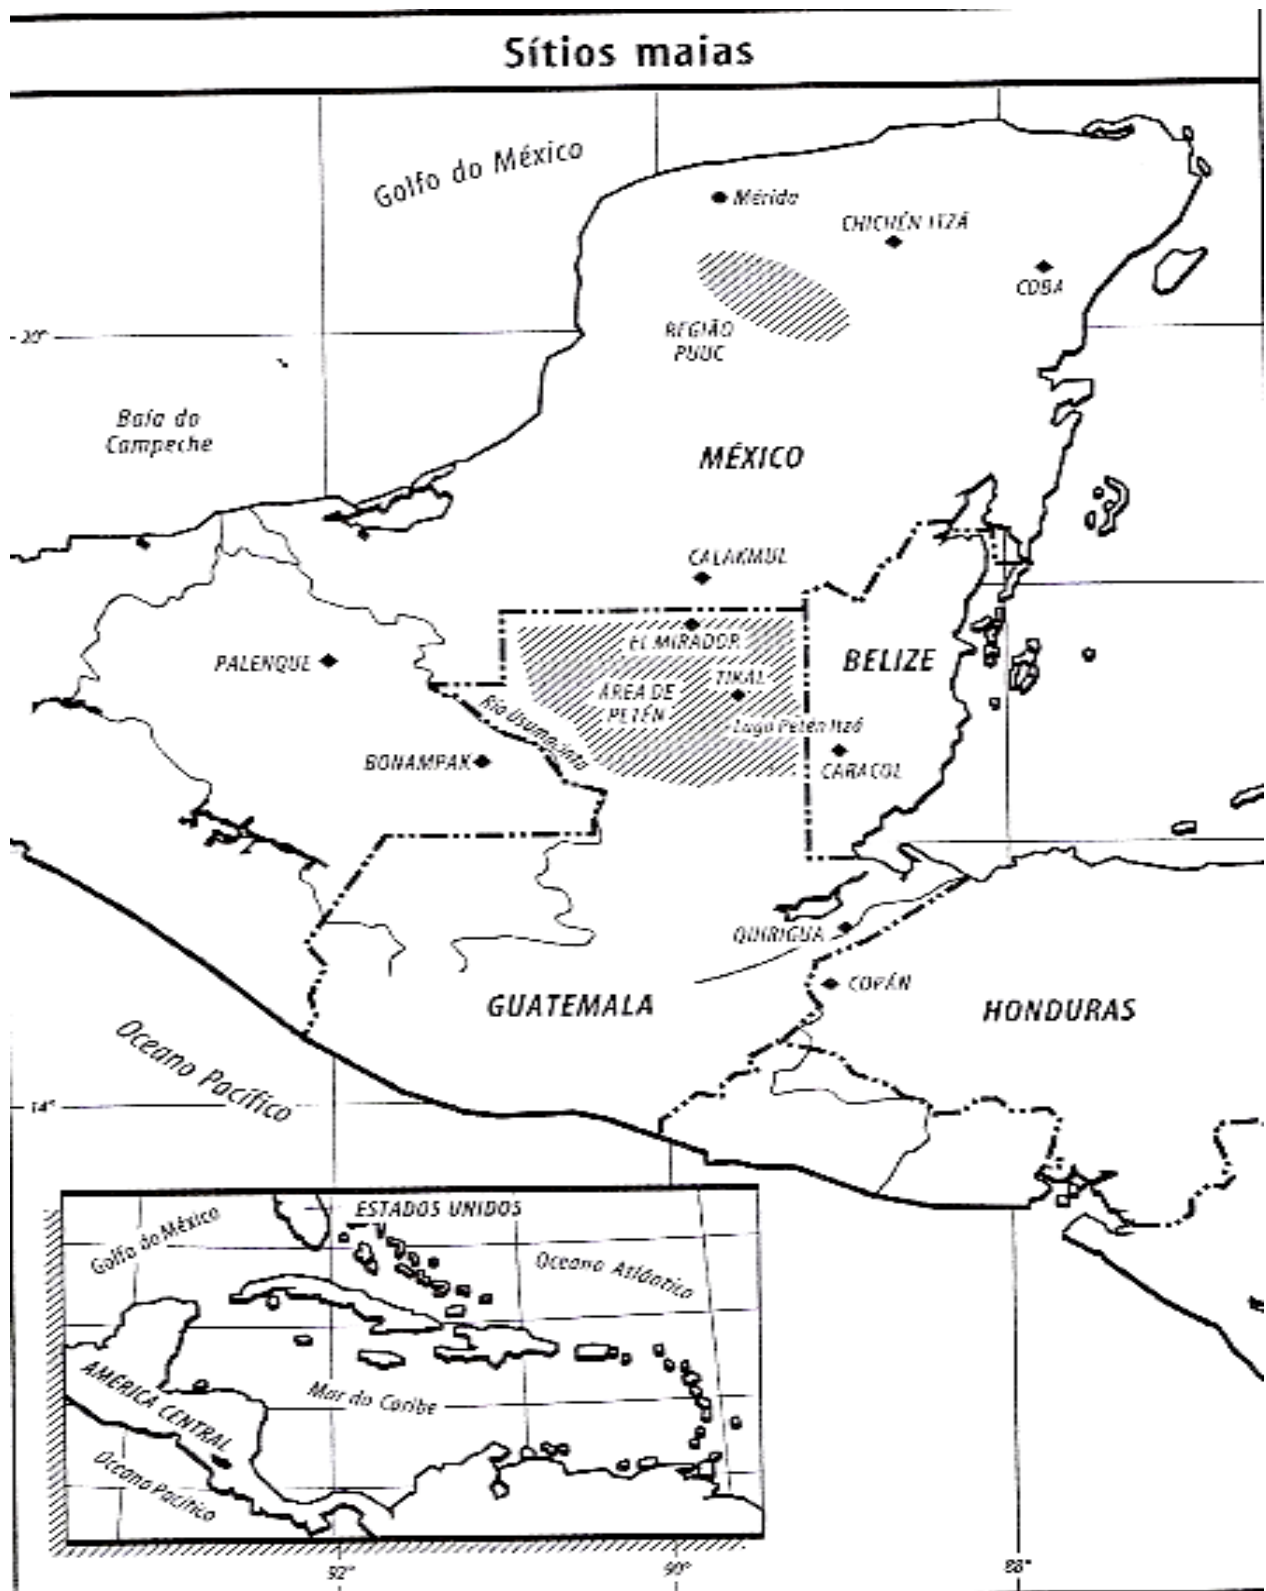 Sítios maias
Golfo do México
Mérida
CHICHÉN ITZÁ
COBA
REGIÃO
PUUC
20°
Baía do
Campeche
MÉXICO
CALAKMUL
EL MIRADOR
BELIZE
PALENQUE
TIKAL
ÁREA DE
PETÉN
Rio Usumacinta
Lago Petén Itzá
BONAMPAK
CARACOL
QUIRIGUA
COPÁN
GUATEMALA
HONDURAS
Oceano Pacífico
14°
ESTADOS UNIDOS
Golfo do México
Oceano Atlântico
AMÉRICA CENTRAL
Mar do Caribe
Oceano Pacífico
92°
90°
88°